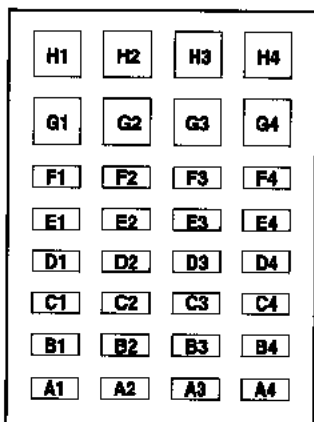 H1 H2 H3 H4
G1 G2 G3 G4
F1 F2 F3 F4
E1 E2 E3 E4
D1 D2 D3 D4
C1 C2 C3 C4
B1 B2 B3 B4
A1 A2 A3 A4